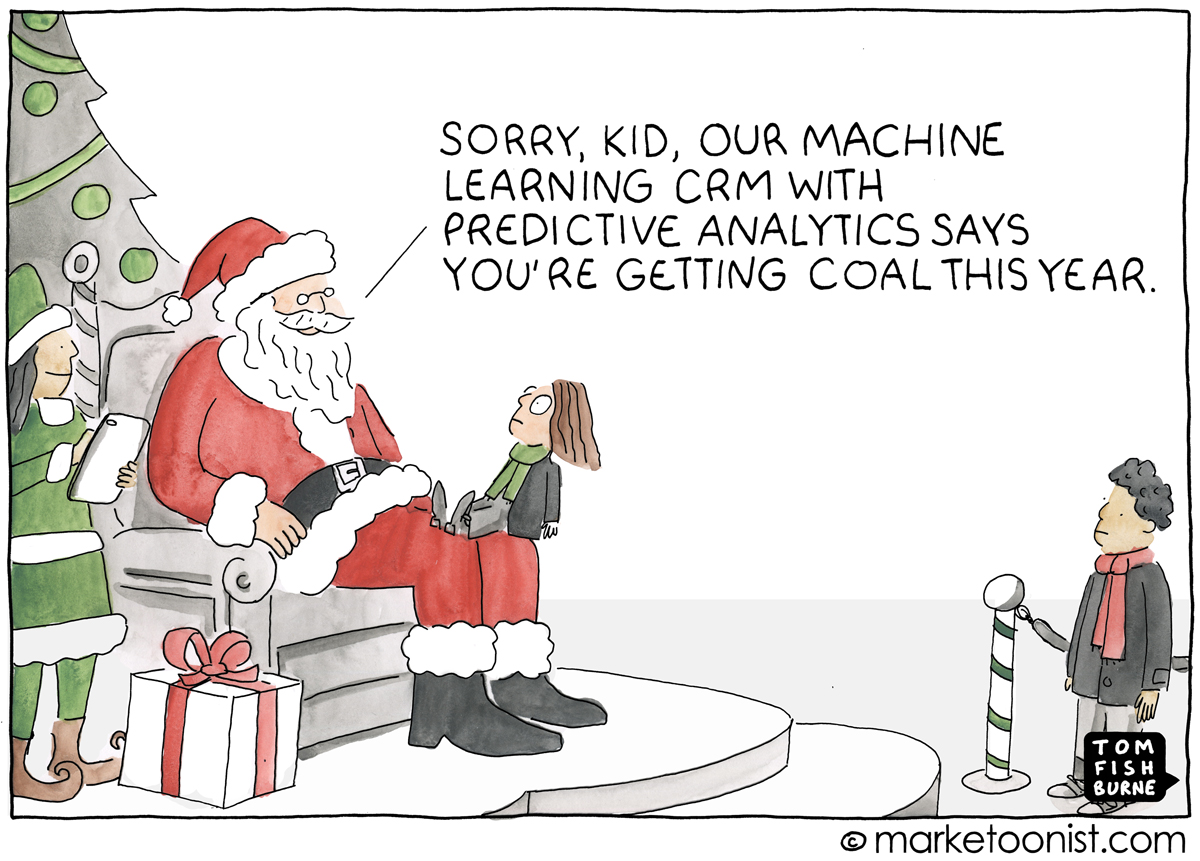 SORRY, KID, OUR MACHINE
LEARNING CRM WITH
PREDICTIVE ANALYTICS SAYS
YOU'RE GETTING COAL THIS YEAR.
TOM
FISH
BURNE
© marketoonist.com